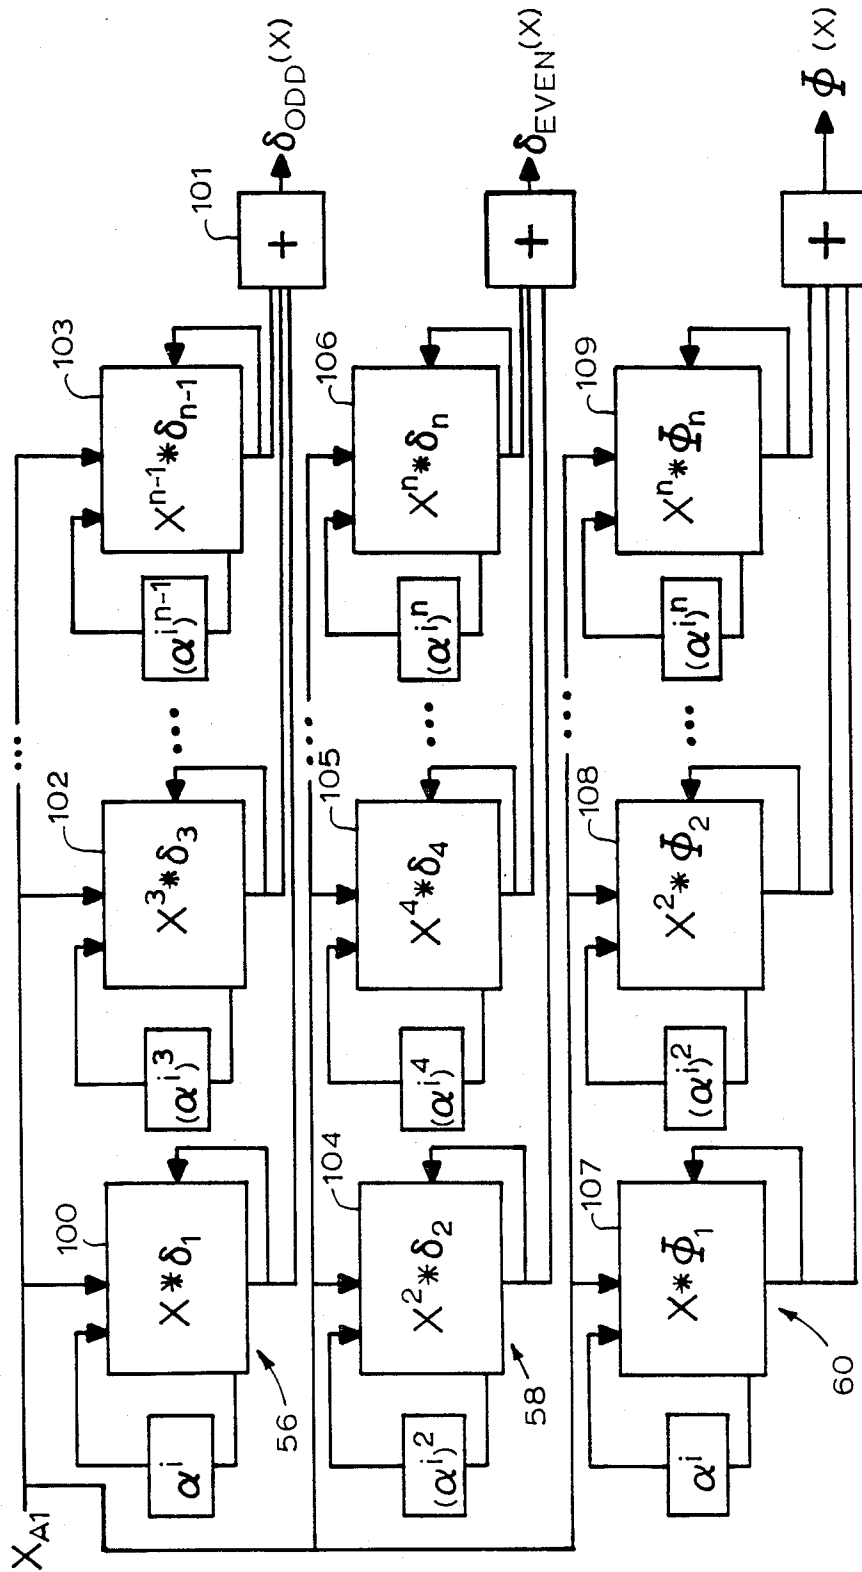 X_A1
α^i
100
X * δ_1
56
(α^i)^3
102
X^3 * δ_3
...
...
(α^i)^n-1
103
X^n-1 * δ_n-1
101
+
δ_ODD(X)
(α^i)^2
104
X^2 * δ_2
58
(α^i)^4
105
X^4 * δ_4
...
...
(α^i)^n
106
X^n * δ_n
+
δ_EVEN(X)
α^i
107
X * Φ_1
60
(α^i)^2
108
X^2 * Φ_2
...
...
(α^i)^n
109
X^n * Φ_n
+
Φ(X)